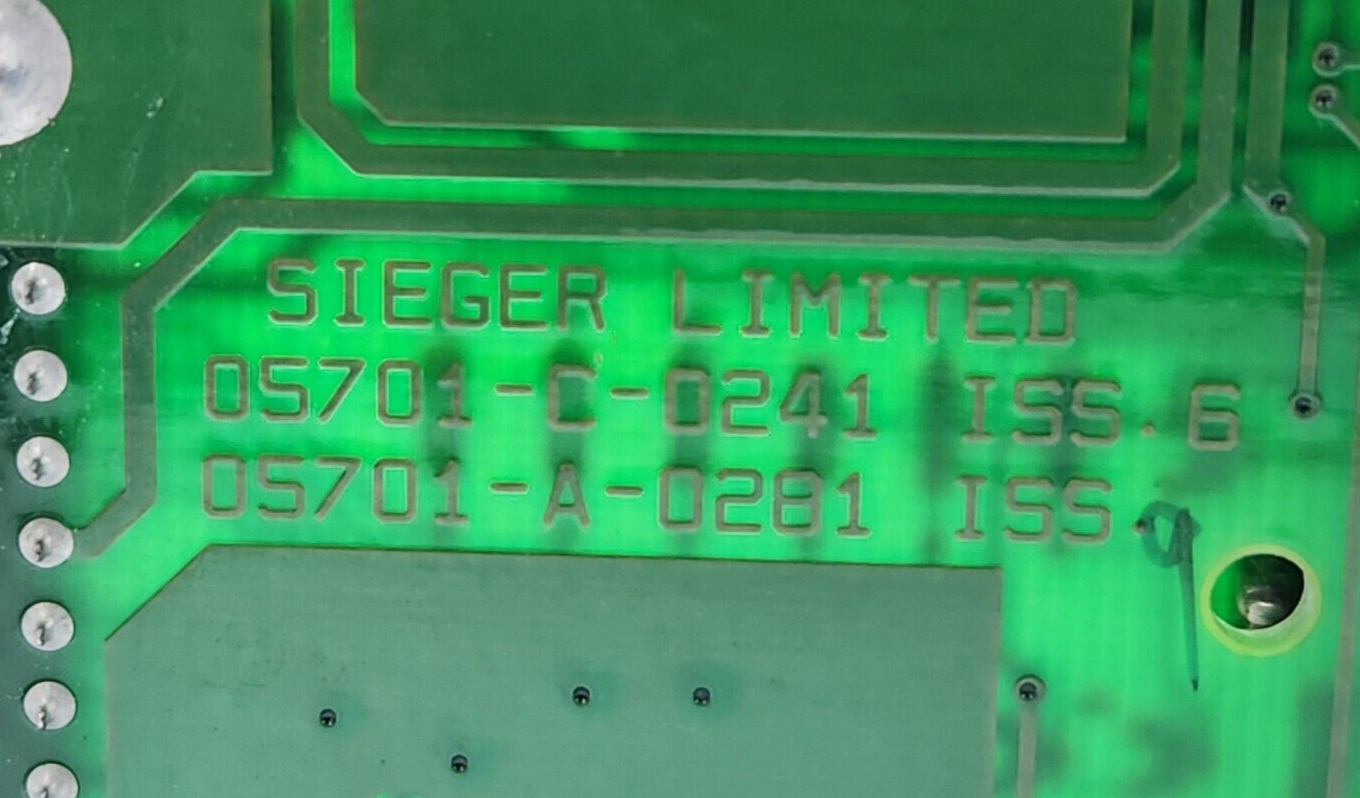 SIEGER LIMITED
05701-C-0241 ISS.6
05701-A-0281 ISS.9